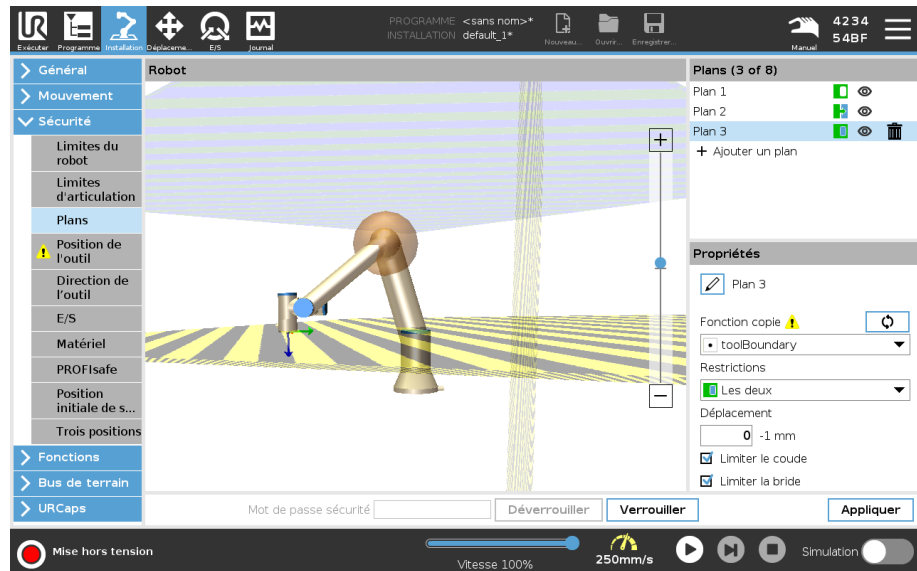 PROGRAMME <sans nom>*
INSTALLATION default_1*
Exécuter
Programme
Installation
Déplaceme...
E/S
Journal
Nouveau...
Ouvrir...
Enregistrer...
Manuel
4234
54BF
Général
Mouvement
Sécurité
Limites du
robot
Limites
d'articulation
Plans
Position de
l'outil
Direction de
l'outil
E/S
Matériel
PROFIsafe
Position
initiale de s...
Trois positions
Fonctions
Bus de terrain
URCaps
Robot
+
−
Plans (3 of 8)
Plan 1
Plan 2
Plan 3
+ Ajouter un plan
Propriétés
Plan 3
Fonction copie
toolBoundary
Restrictions
Les deux
Déplacement
0 -1 mm
Limiter le coude
Limiter la bride
Mot de passe sécurité
Déverrouiller
Verrouiller
Appliquer
Mise hors tension
Vitesse 100%
250mm/s
Simulation